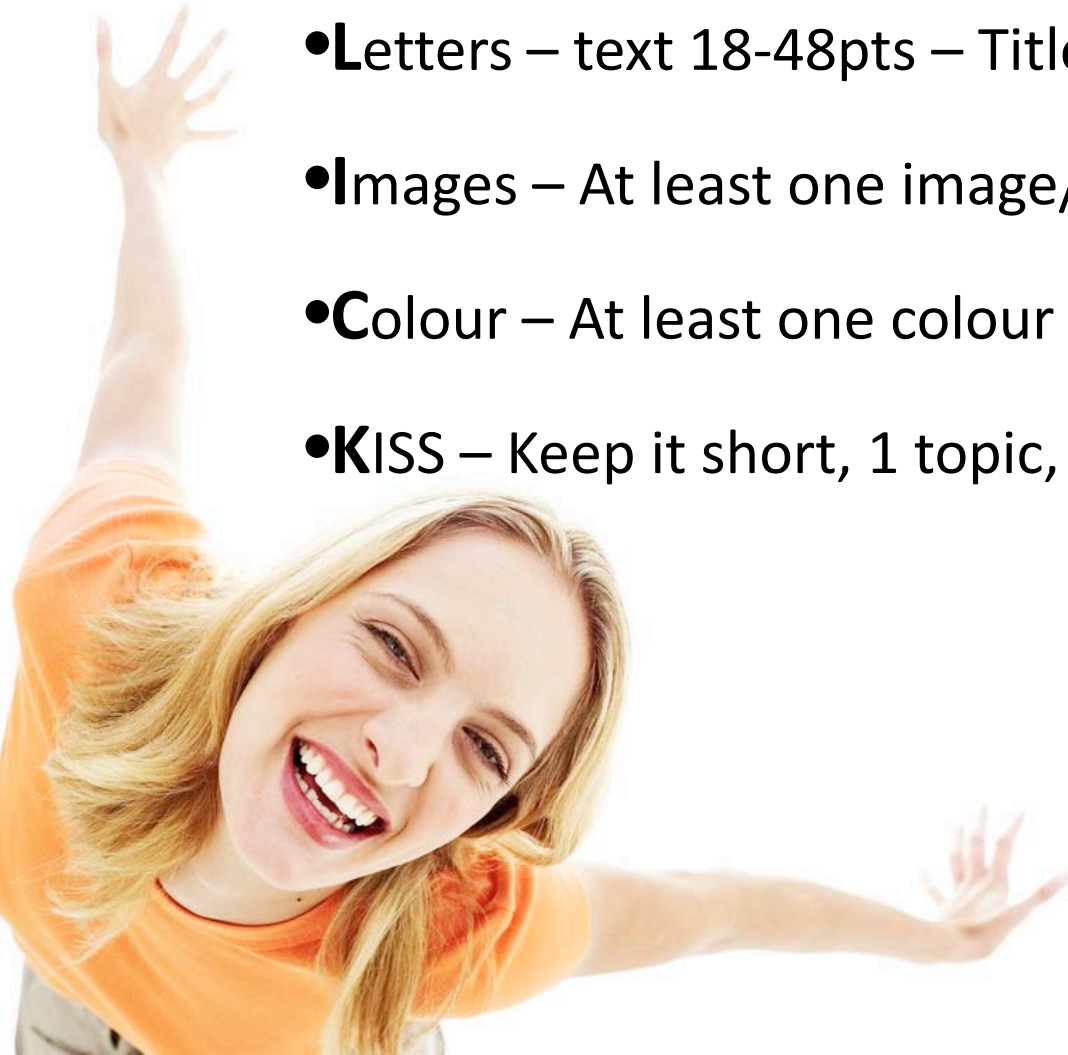 •Letters – text 18-48pts – Title
•Images – At least one image/
•Colour – At least one colour
•KISS – Keep it short, 1 topic,